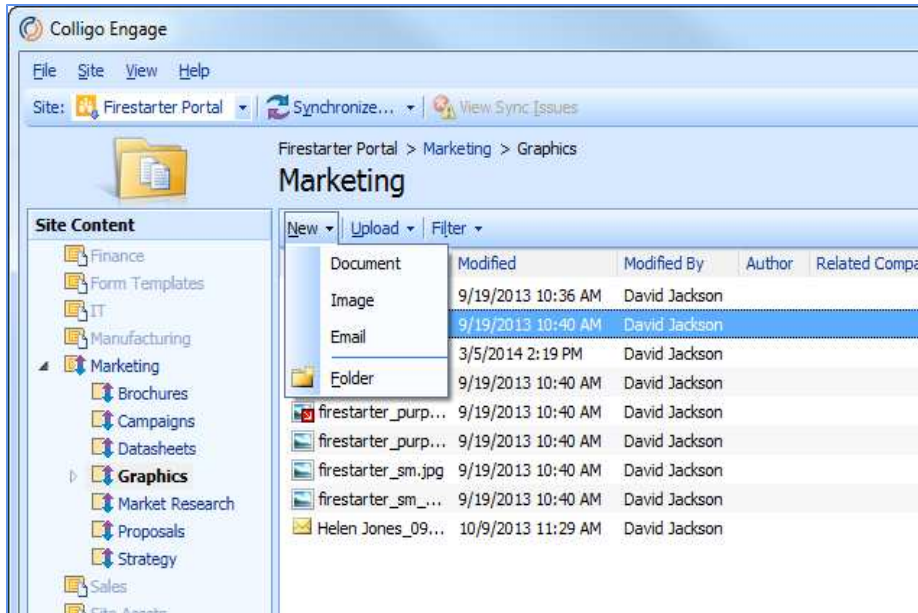 Colligo Engage
File Site View Help
Site: Firestarter Portal Synchronize... View Sync Issues
Firestarter Portal > Marketing > Graphics
Marketing
Site Content
Finance
Form Templates
IT
Manufacturing
Marketing
Brochures
Campaigns
Datasheets
Graphics
Market Research
Proposals
Strategy
Sales
Site Assets
New Upload Filter
Document
Image
Email
Folder
Modified Modified By Author Related Compa
9/19/2013 10:36 AM David Jackson
9/19/2013 10:40 AM David Jackson
3/5/2014 2:19 PM David Jackson
9/19/2013 10:40 AM David Jackson
firestarter_purp... 9/19/2013 10:40 AM David Jackson
firestarter_purp... 9/19/2013 10:40 AM David Jackson
firestarter_sm.jpg 9/19/2013 10:40 AM David Jackson
firestarter_sm_... 9/19/2013 10:40 AM David Jackson
Helen Jones_09... 10/9/2013 11:29 AM David Jackson